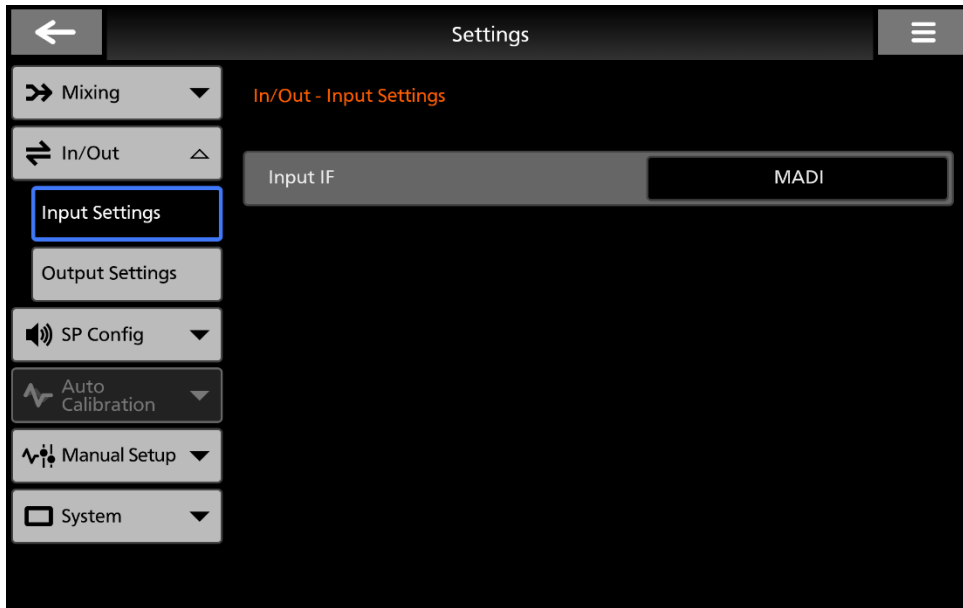 Settings
Mixing
In/Out - Input Settings
In/Out
Input IF
MADI
Input Settings
Output Settings
SP Config
Auto
Calibration
Manual Setup
System